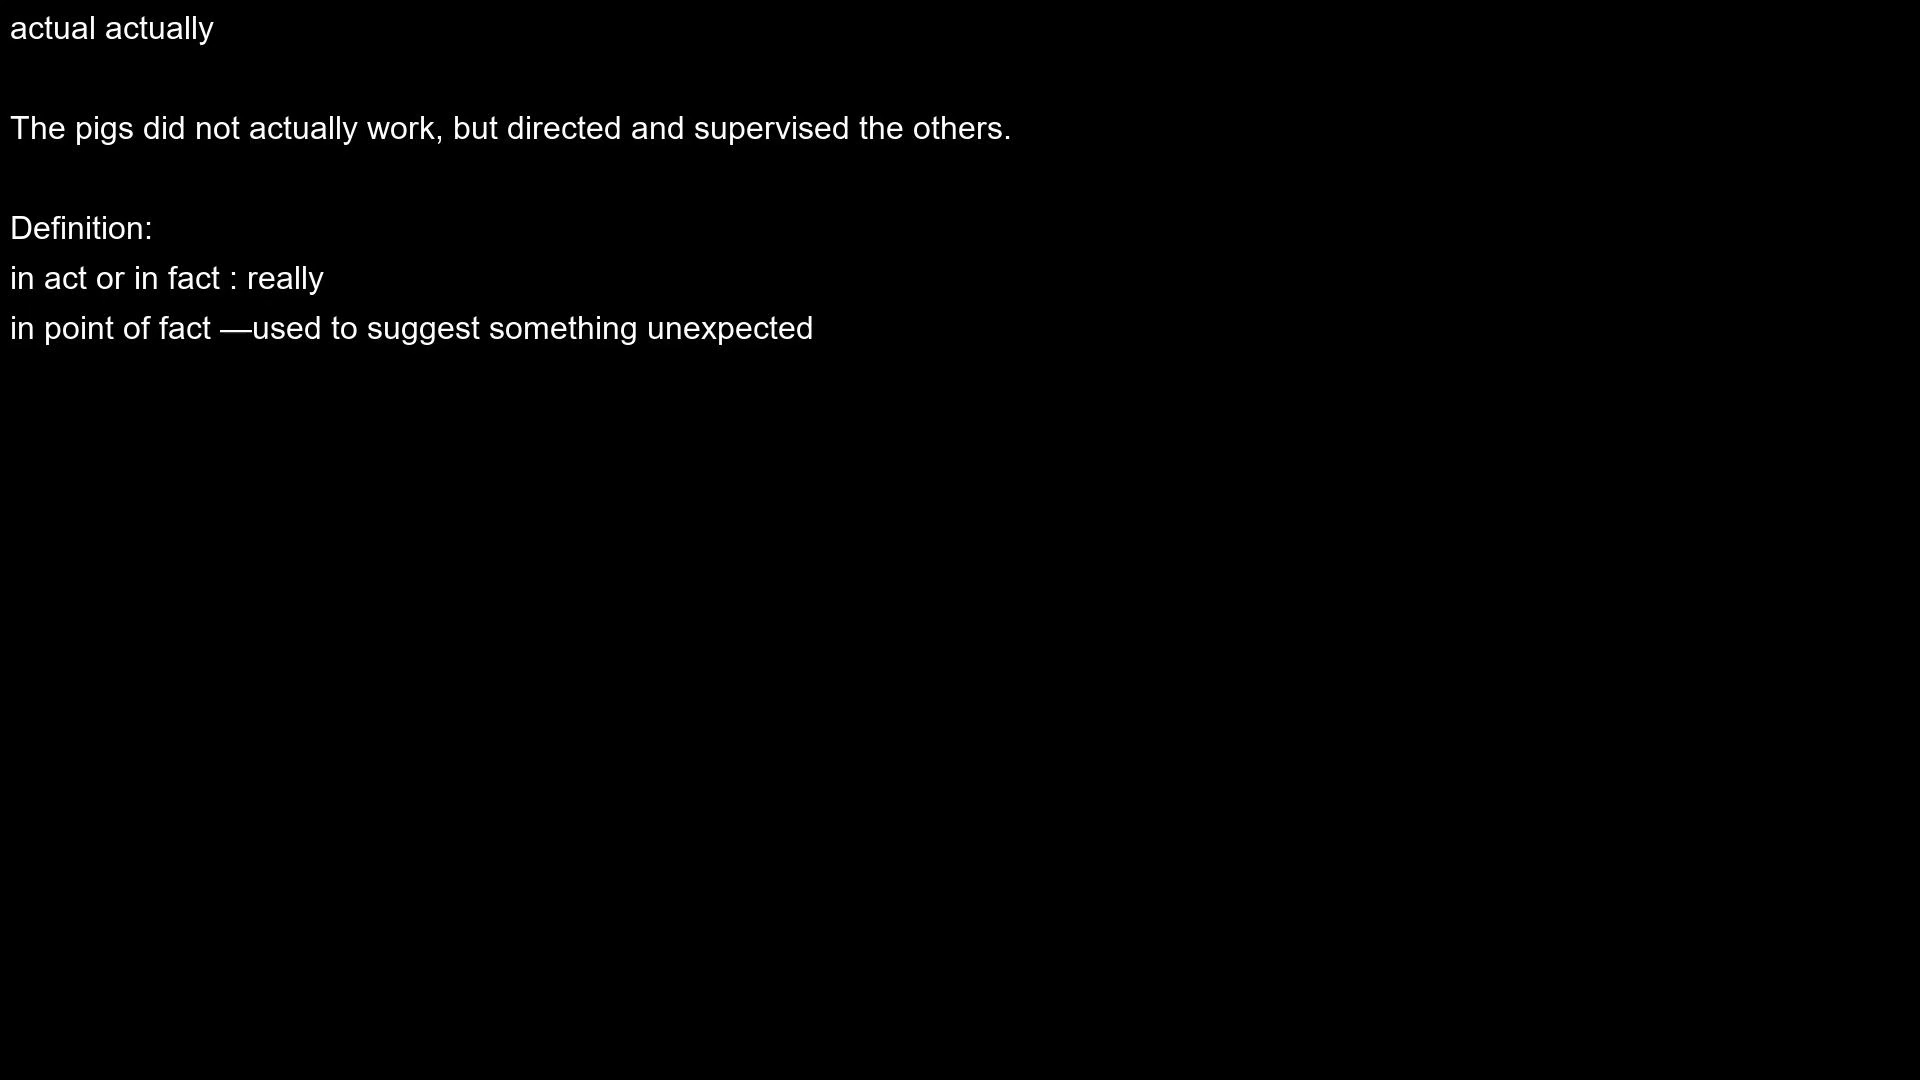 actual actually
The pigs did not actually work, but directed and supervised the others.
Definition:
in act or in fact : really
in point of fact —used to suggest something unexpected